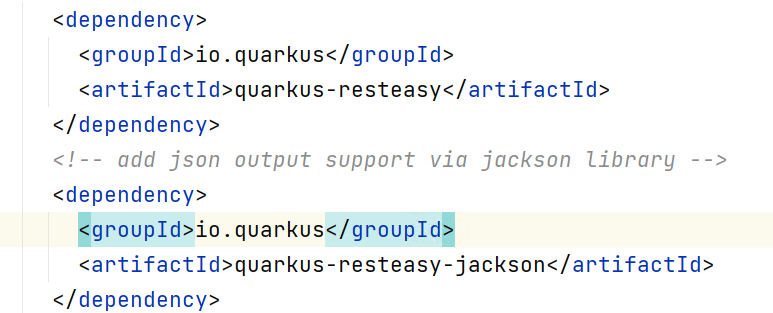 <dependency>
<groupId>io.quarkus</groupId>
<artifactId>quarkus-resteasy</artifactId>
</dependency>
<!-- add json output support via jackson library -->
<dependency>
<groupId>io.quarkus</groupId>
<artifactId>quarkus-resteasy-jackson</artifactId>
</dependency>